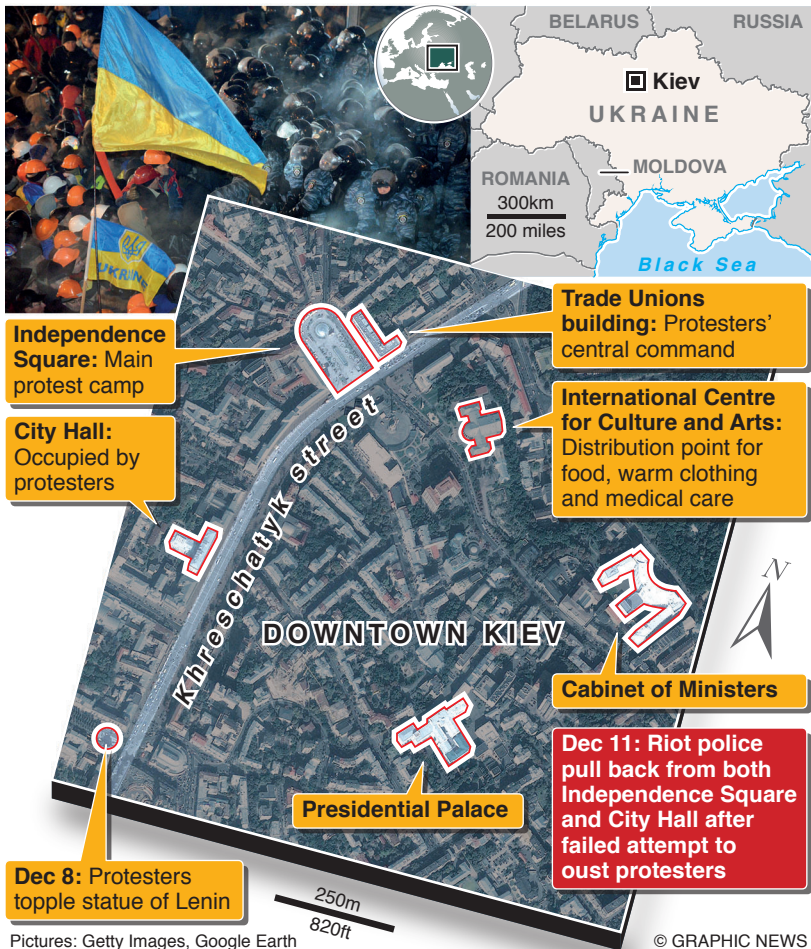 UKRAINE
BELARUS
RUSSIA
Kiev
UKRAINE
MOLDOVA
ROMANIA
300km
200 miles
Black Sea
Independence
Square: Main
protest camp
Trade Unions
building: Protesters’
central command
City Hall:
Occupied by
protesters
International Centre
for Culture and Arts:
Distribution point for
food, warm clothing
and medical care
Khreschatyk street
N
DOWNTOWN KIEV
Cabinet of Ministers
Presidential Palace
Dec 11: Riot police
pull back from both
Independence Square
and City Hall after
failed attempt to
oust protesters
Dec 8: Protesters
topple statue of Lenin
250m
820ft
Pictures: Getty Images, Google Earth
© GRAPHIC NEWS